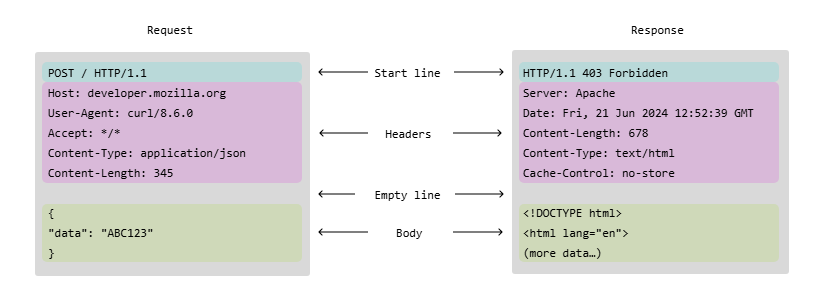 Request
Response
POST / HTTP/1.1
Host: developer.mozilla.org
User-Agent: curl/8.6.0
Accept: */*
Content-Type: application/json
Content-Length: 345
{
"data": "ABC123"
}
Start line
Headers
Empty line
Body
HTTP/1.1 403 Forbidden
Server: Apache
Date: Fri, 21 Jun 2024 12:52:39 GMT
Content-Length: 678
Content-Type: text/html
Cache-Control: no-store
<!DOCTYPE html>
<html lang="en">
(more data…)